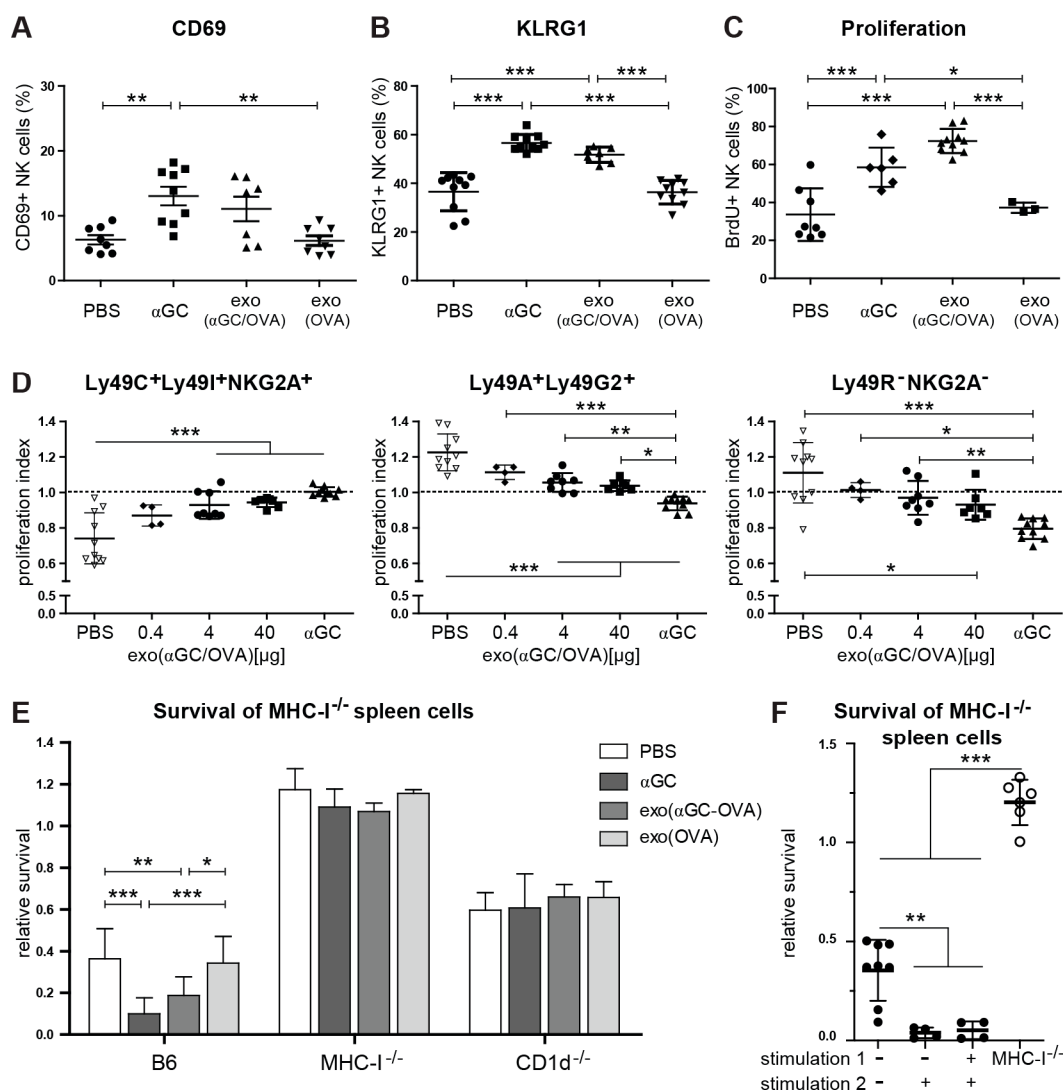 A CD69
CD69+ NK cells (%)
30
20
10
0
** **
PBS αGC exo (αGC/OVA) exo (OVA)
B KLRG1
KLRG1+ NK cells (%)
80
60
40
20
0
*** ***
*** ***
PBS αGC exo (αGC/OVA) exo (OVA)
C Proliferation
BrdU+ NK cells (%)
100
80
60
40
20
0
*** *
*** ***
PBS αGC exo (αGC/OVA) exo (OVA)
D Ly49C+Ly49I+NKG2A+
proliferation index
1.4
1.2
1.0
0.8
0.6
0.5
0.0
***
PBS 0.4 4 40 αGC
exo(αGC/OVA)[µg]
Ly49A+Ly49G2+
proliferation index
1.4
1.2
1.0
0.8
0.6
0.5
0.0
***
**
*
***
PBS 0.4 4 40 αGC
exo(αGC/OVA)[µg]
Ly49R-NKG2A-
proliferation index
1.4
1.2
1.0
0.8
0.6
0.5
0.0
***
*
**
*
PBS 0.4 4 40 αGC
exo(αGC/OVA)[µg]
E Survival of MHC-I-/- spleen cells
relative survival
1.4
1.2
1.0
0.8
0.6
0.4
0.2
0.0
** *
*** ***
PBS
αGC
exo(αGC-OVA)
exo(OVA)
B6 MHC-I-/- CD1d-/-
F Survival of MHC-I-/-
spleen cells
relative survival
1.5
1.0
0.5
0.0
***
**
stimulation 1 - - + MHC-I-/-
stimulation 2 - + +